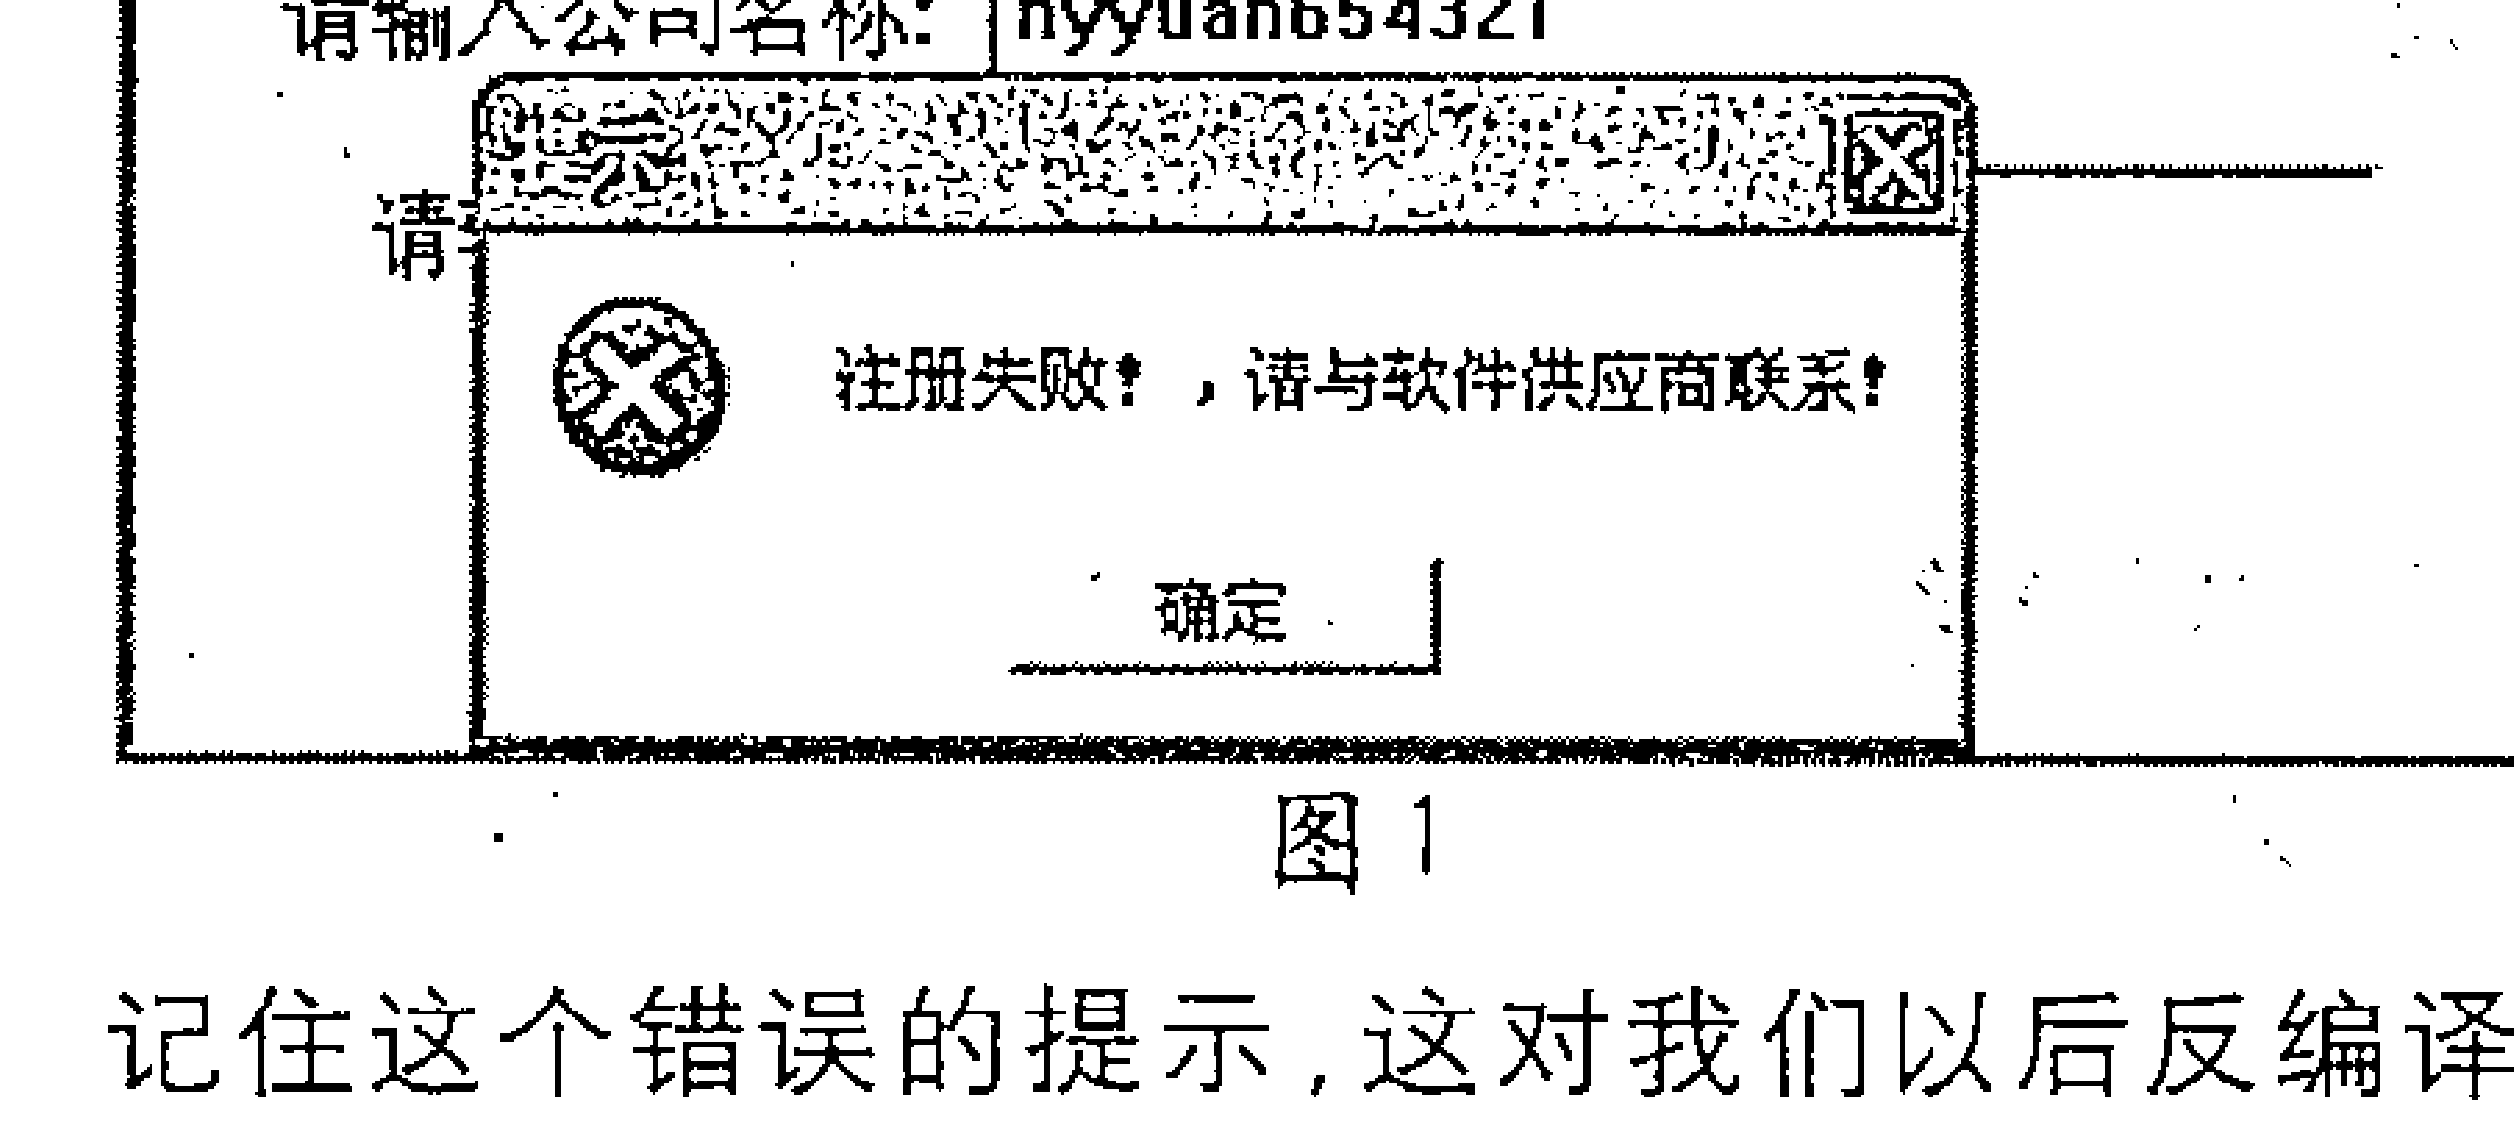 请输入公司名称: hyyuan654321
提示
请
注册失败!,请与软件供应商联系!
确定
图 1
记住这个错误的提示,这对我们以后反编译